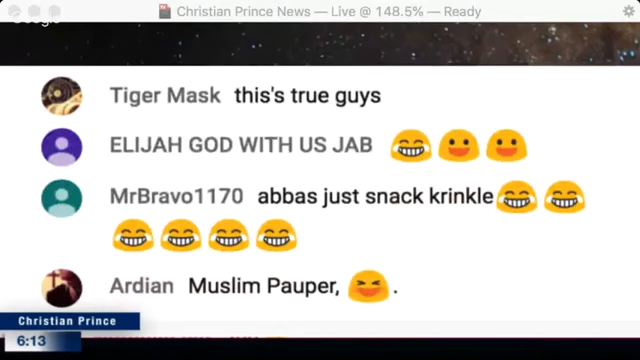 Christian Prince News — Live @ 148.5% — Ready
Tiger Mask this's true guys
ELIJAH GOD WITH US JAB 😂😃😃
MrBravo1170 abbas just snack krinkle😂😂
😂😂😂😂
Ardian Muslim Pauper, 😆.
Christian Prince
6:13